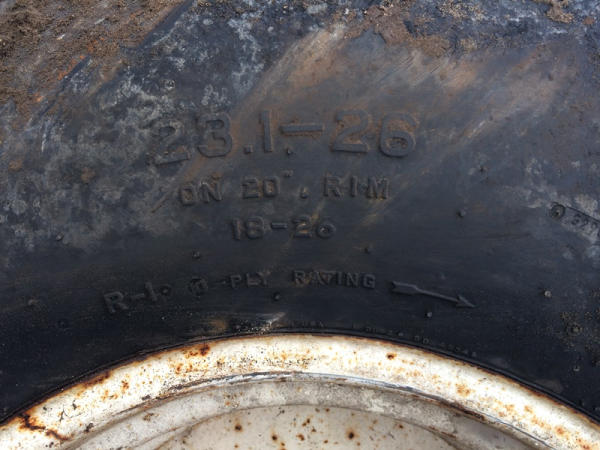 23.1-26
ON 20", RIM
18-26
R-1 -PLY RATING